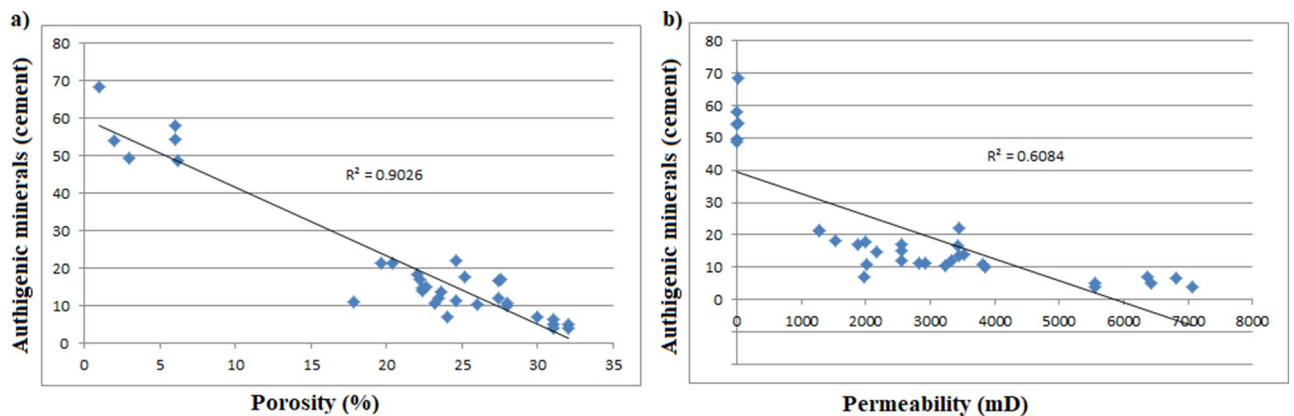 a)
80
70
60
50
40
30
20
10
0
0 5 10 15 20 25 30 35
R² = 0.9026
Authigenic minerals (cement)
Porosity (%)
b)
80
70
60
50
40
30
20
10
0
0 1000 2000 3000 4000 5000 6000 7000 8000
R² = 0.6084
Authigenic minerals (cement)
Permeability (mD)